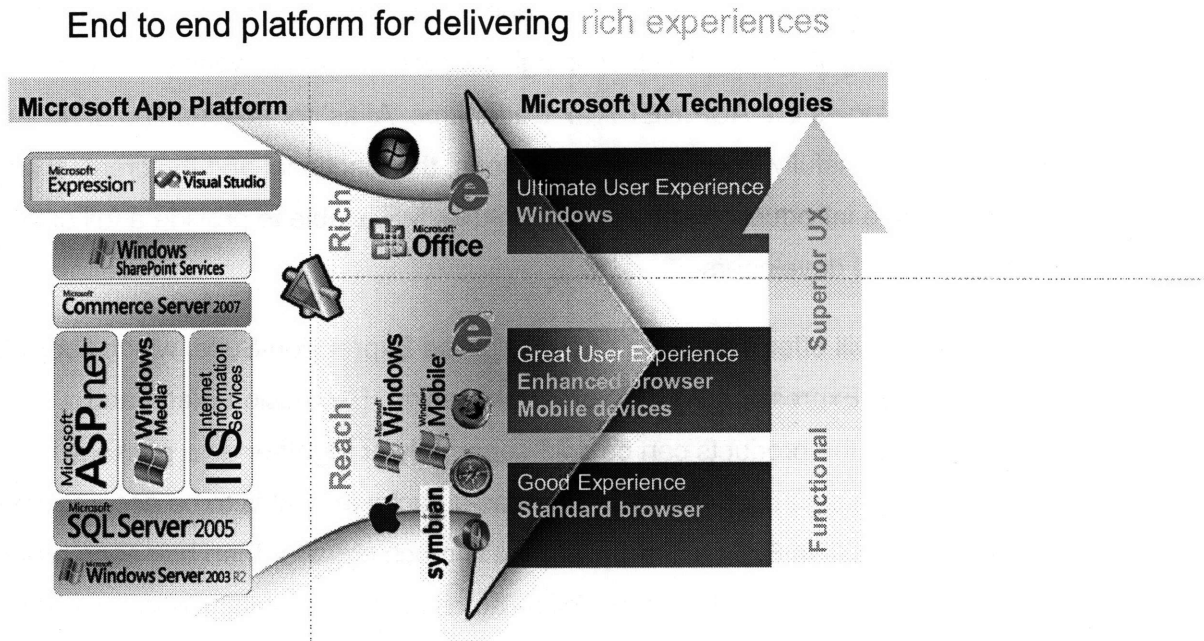 End to end platform for delivering rich experiences
Microsoft App Platform
Microsoft UX Technologies
Microsoft
Expression
Microsoft
Visual Studio
Windows
SharePoint Services
Microsoft
Commerce Server 2007
Microsoft
ASP.net
Windows
Media
IIS
Internet
Information
Services
Microsoft
SQL Server 2005
Microsoft
Windows Server 2003 R2
Rich
Microsoft
Office
Reach
Microsoft
Windows
Windows
Mobile
symbian
Ultimate User Experience
Windows
Great User Experience
Enhanced browser
Mobile devices
Good Experience
Standard browser
Superior UX
Functional